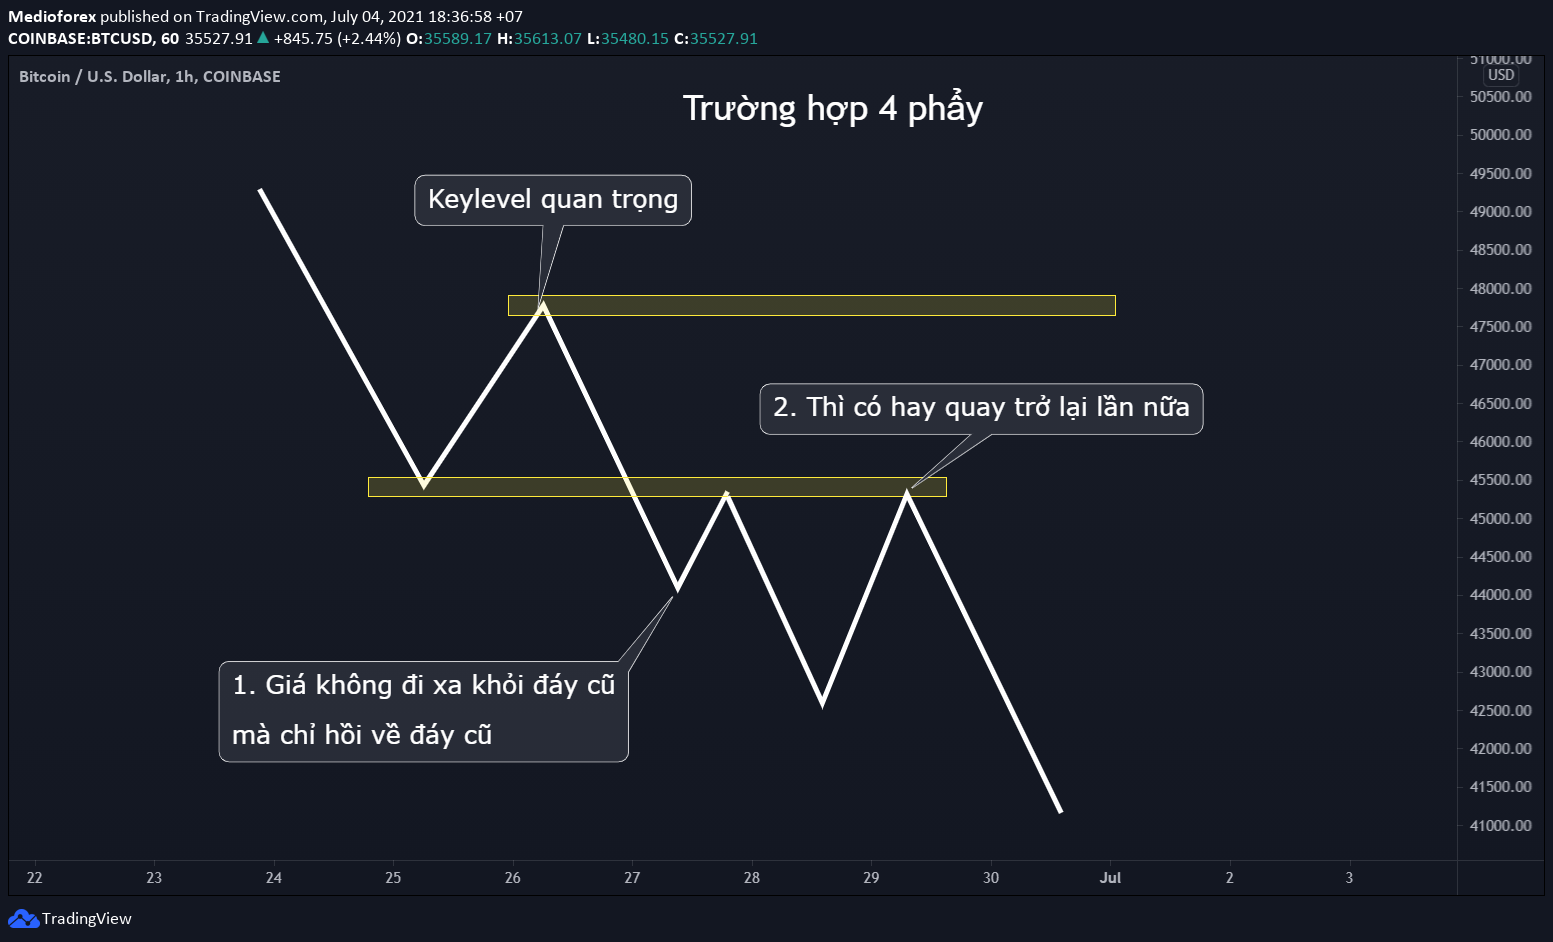 Medioforex published on TradingView.com, July 04, 2021 18:36:58 +07
COINBASE:BTCUSD, 60 35527.91 ▲ +845.75 (+2.44%) O:35589.17 H:35613.07 L:35480.15 C:35527.91
Bitcoin / U.S. Dollar, 1h, COINBASE
51000.00
USD
Trường hợp 4 phẩy
50500.00
50000.00
49500.00
Keylevel quan trọng
49000.00
48500.00
48000.00
47500.00
47000.00
46500.00
2. Thì có hay quay trở lại lần nữa
46000.00
45500.00
45000.00
44500.00
44000.00
43500.00
43000.00
1. Giá không đi xa khỏi đáy cũ
mà chỉ hồi về đáy cũ
42500.00
42000.00
41500.00
41000.00
22 23 24 25 26 27 28 29 30 Jul 2 3
TradingView